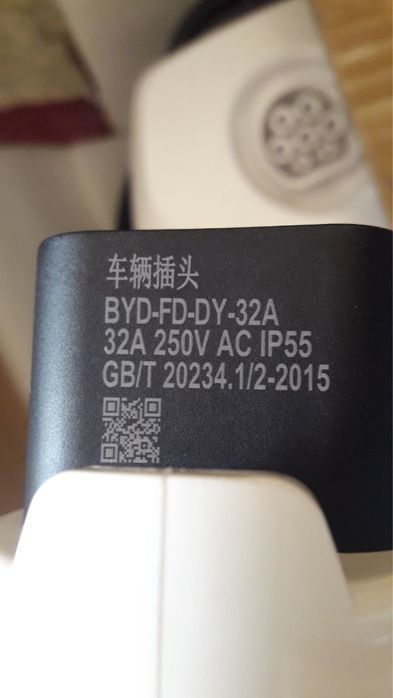 车辆插头
BYD-FD-DY-32A
32A 250V AC IP55
GB/T 20234.1/2-2015